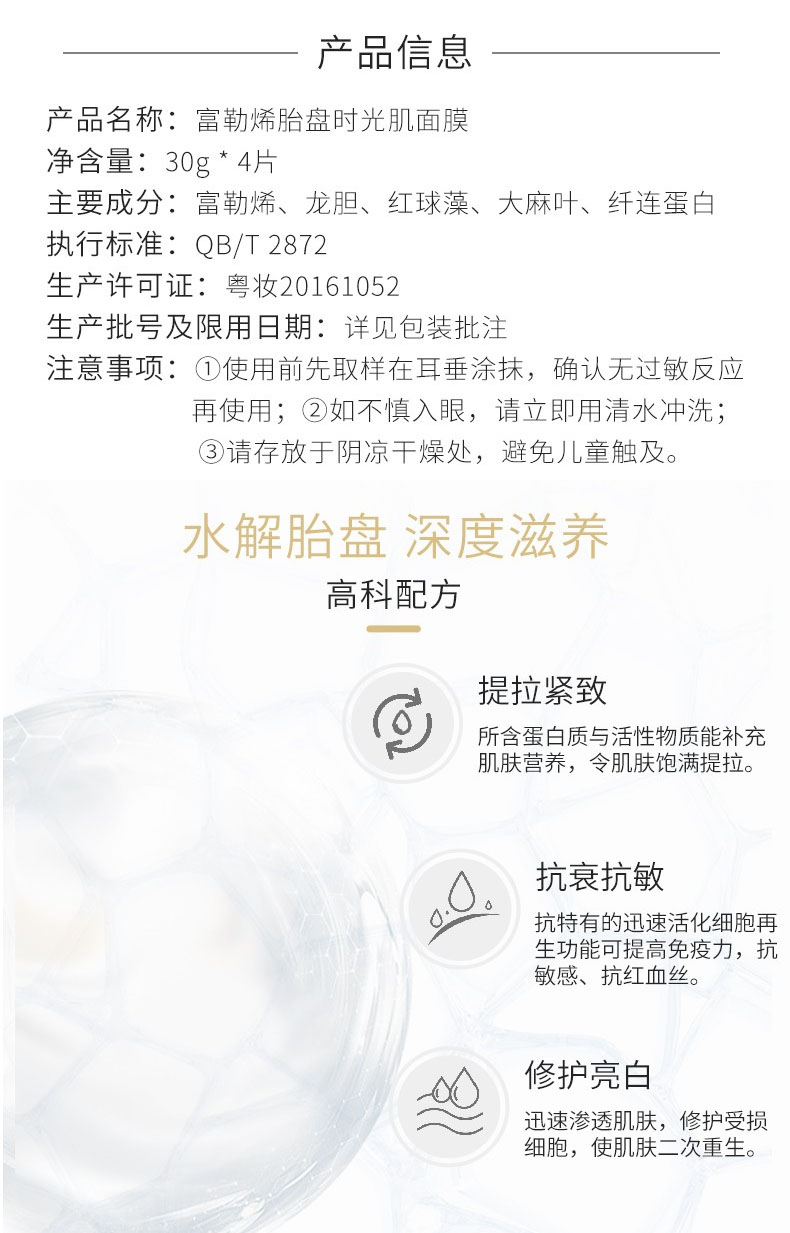 产品信息
产品名称：富勒烯胎盘时光肌面膜
净含量：30g * 4片
主要成分：富勒烯、龙胆、红球藻、大麻叶、纤连蛋白
执行标准：QB/T 2872
生产许可证：粤妆20161052
生产批号及限用日期：详见包装批注
注意事项：①使用前先取样在耳垂涂抹，确认无过敏反应
再使用；②如不慎入眼，请立即用清水冲洗；
③请存放于阴凉干燥处，避免儿童触及。
水解胎盘 深度滋养
高科配方
提拉紧致
所含蛋白质与活性物质能补充
肌肤营养，令肌肤饱满提拉。
抗衰抗敏
抗特有的迅速活化细胞再
生功能可提高免疫力，抗
敏感、抗红血丝。
修护亮白
迅速渗透肌肤，修护受损
细胞，使肌肤二次重生。